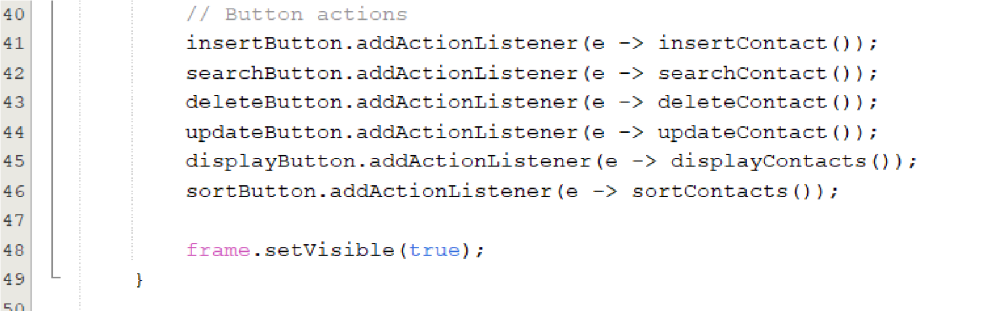 40 // Button actions
41 insertButton.addActionListener(e -> insertContact());
42 searchButton.addActionListener(e -> searchContact());
43 deleteButton.addActionListener(e -> deleteContact());
44 updateButton.addActionListener(e -> updateContact());
45 displayButton.addActionListener(e -> displayContacts());
46 sortButton.addActionListener(e -> sortContacts());
47
48 frame.setVisible(true);
49 }
50